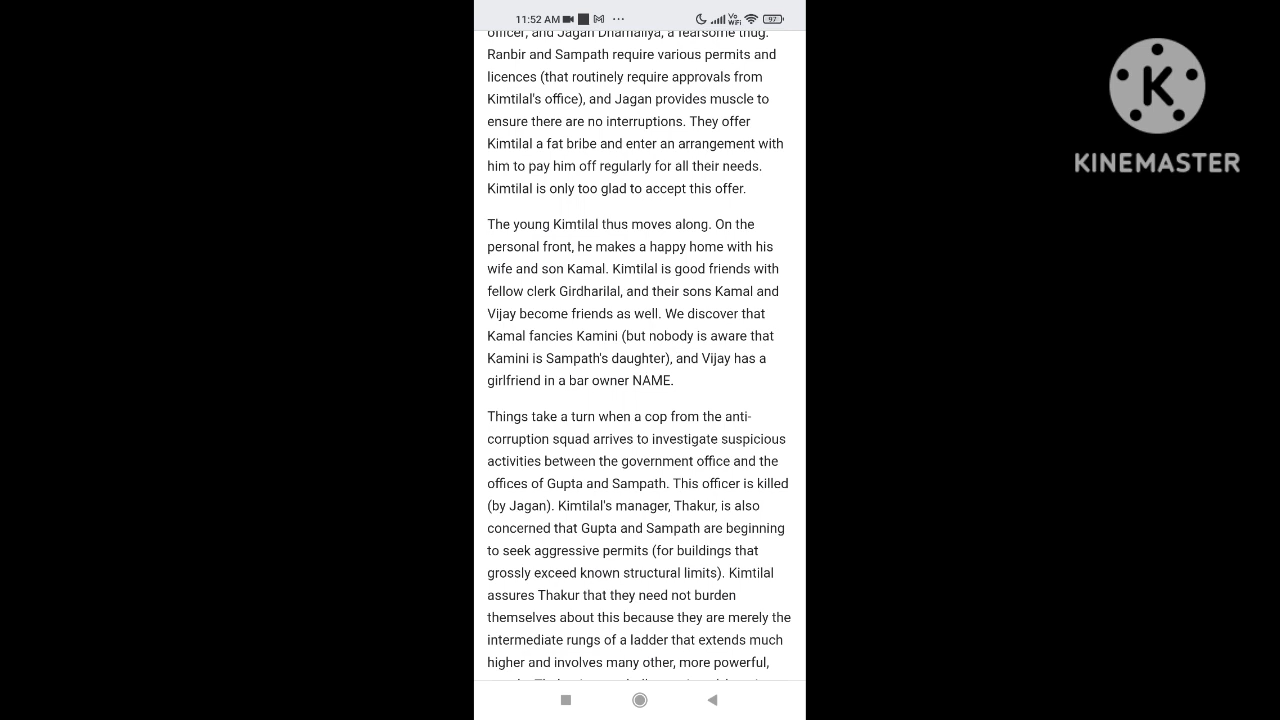 11:52 AM
Vo
WiFi
97
officer, and Jagan Dhamaliya, a fearsome thug.
Ranbir and Sampath require various permits and
licences (that routinely require approvals from
Kimtilal's office), and Jagan provides muscle to
ensure there are no interruptions. They offer
Kimtilal a fat bribe and enter an arrangement with
him to pay him off regularly for all their needs.
Kimtilal is only too glad to accept this offer.
The young Kimtilal thus moves along. On the
personal front, he makes a happy home with his
wife and son Kamal. Kimtilal is good friends with
fellow clerk Girdharilal, and their sons Kamal and
Vijay become friends as well. We discover that
Kamal fancies Kamini (but nobody is aware that
Kamini is Sampath's daughter), and Vijay has a
girlfriend in a bar owner NAME.
Things take a turn when a cop from the anti-
corruption squad arrives to investigate suspicious
activities between the government office and the
offices of Gupta and Sampath. This officer is killed
(by Jagan). Kimtilal's manager, Thakur, is also
concerned that Gupta and Sampath are beginning
to seek aggressive permits (for buildings that
grossly exceed known structural limits). Kimtilal
assures Thakur that they need not burden
themselves about this because they are merely the
intermediate rungs of a ladder that extends much
higher and involves many other, more powerful,
K
KINEMASTER